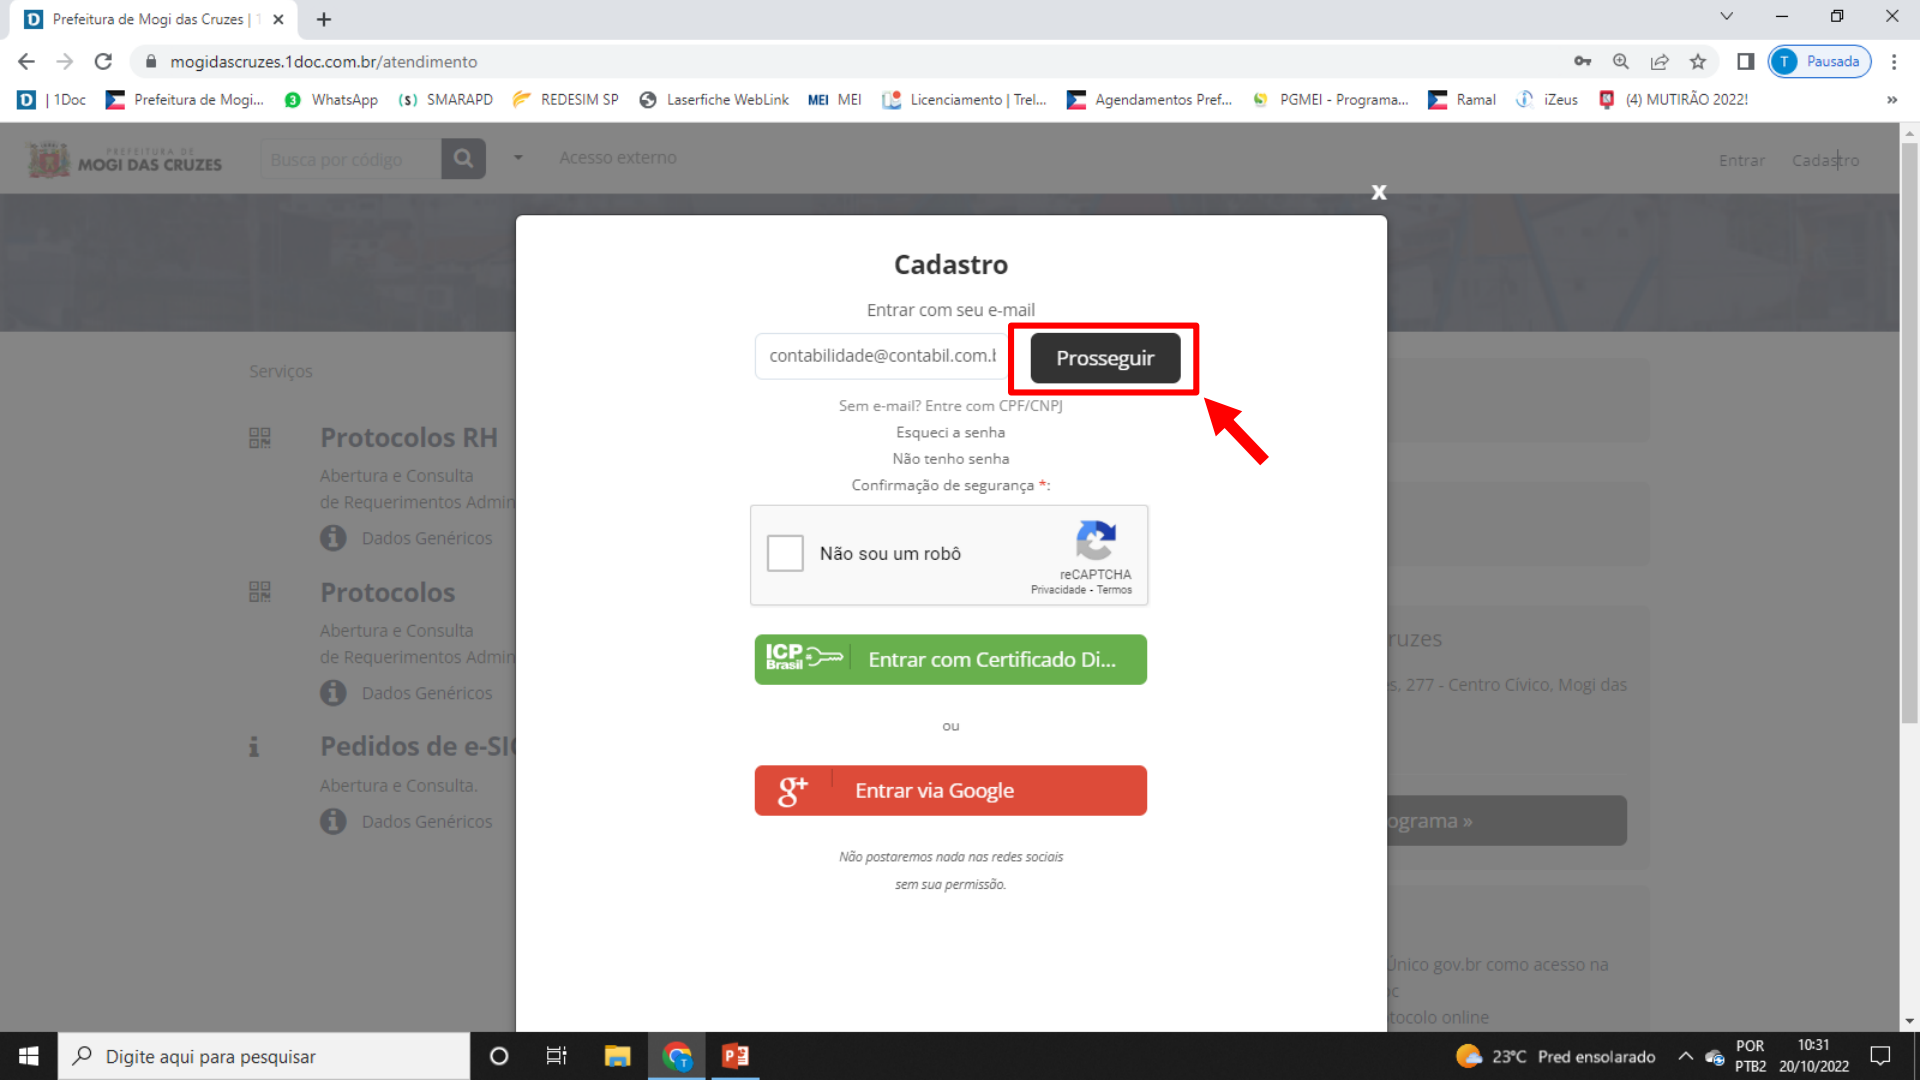 Prefeitura de Mogi das Cruzes |
mogidascruzes.1doc.com.br/atendimento
T Pausada
| 1Doc Prefeitura de Mogi... 3 WhatsApp (s) SMARAPD REDESIM SP Laserfiche WebLink MEI MEI Licenciamento | Trel... Agendamentos Pref... PGMEI - Programa... Ramal iZeus (4) MUTIRÃO 2022! »
PREFEITURA DE
MOGI DAS CRUZES
Busca por código
Acesso externo
Entrar Cadastro
x
Cadastro
Entrar com seu e-mail
contabilidade@contabil.com.b
Prosseguir
Sem e-mail? Entre com CPF/CNPJ
Esqueci a senha
Não tenho senha
Confirmação de segurança *:
Não sou um robô
reCAPTCHA
Privacidade - Termos
ICP Brasil
Entrar com Certificado Di...
ou
g+ Entrar via Google
Não postaremos nada nas redes sociais
sem sua permissão.
Serviços
Protocolos RH
Abertura e Consulta
de Requerimentos Admin
Dados Genéricos
Protocolos
Abertura e Consulta
de Requerimentos Admin
Dados Genéricos
Pedidos de e-SIC
Abertura e Consulta.
Dados Genéricos
ruzes
s, 277 - Centro Cívico, Mogi das
ograma »
Único gov.br como acesso na
oc
tocolo online
Digite aqui para pesquisar
23°C Pred ensolarado
POR
PTB2
10:31
20/10/2022